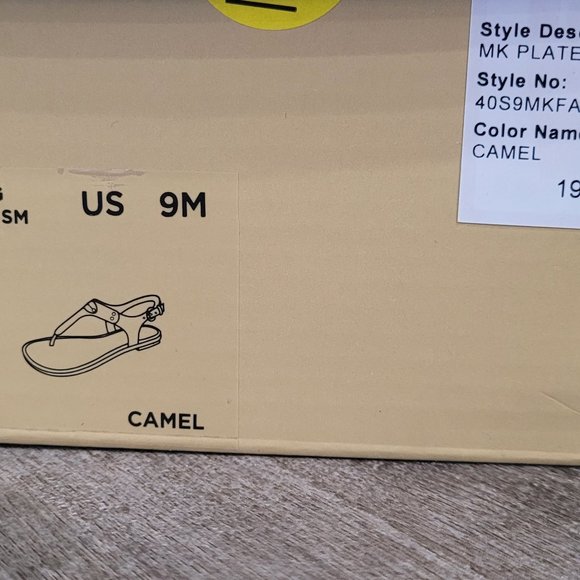 Style Desc
MK PLATE
Style No:
40S9MKFA
Color Name
CAMEL
19
SM
US 9M
CAMEL